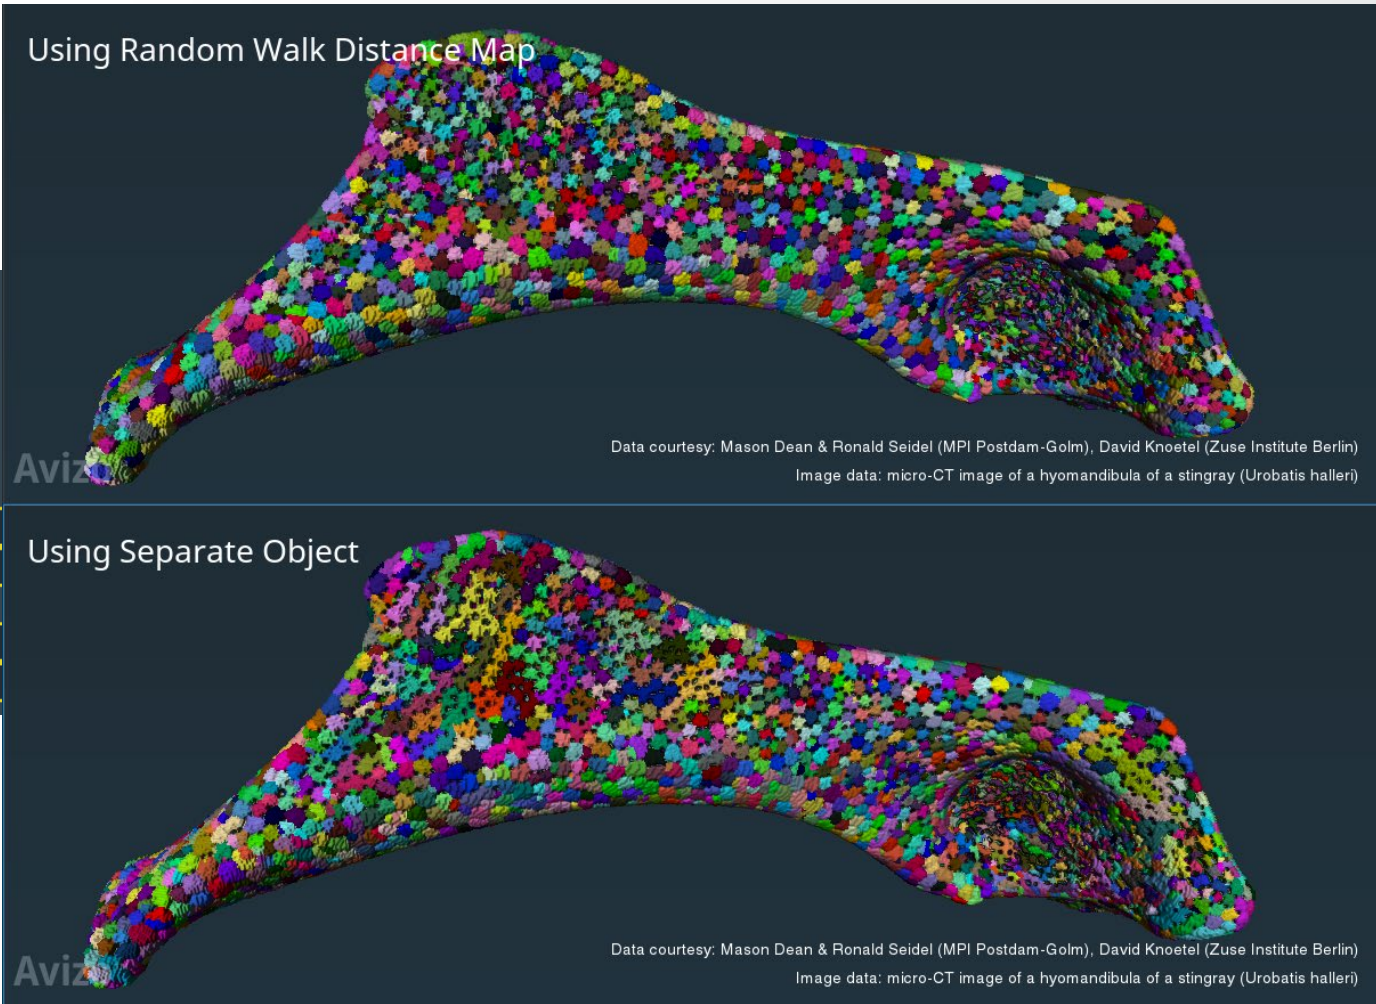 Using Random Walk Distance Map
Data courtesy: Mason Dean & Ronald Seidel (MPI Postdam-Golm), David Knoetel (Zuse Institute Berlin)
Image data: micro-CT image of a hyomandibula of a stingray (Urobatis halleri)
Using Separate Object
Data courtesy: Mason Dean & Ronald Seidel (MPI Postdam-Golm), David Knoetel (Zuse Institute Berlin)
Image data: micro-CT image of a hyomandibula of a stingray (Urobatis halleri)